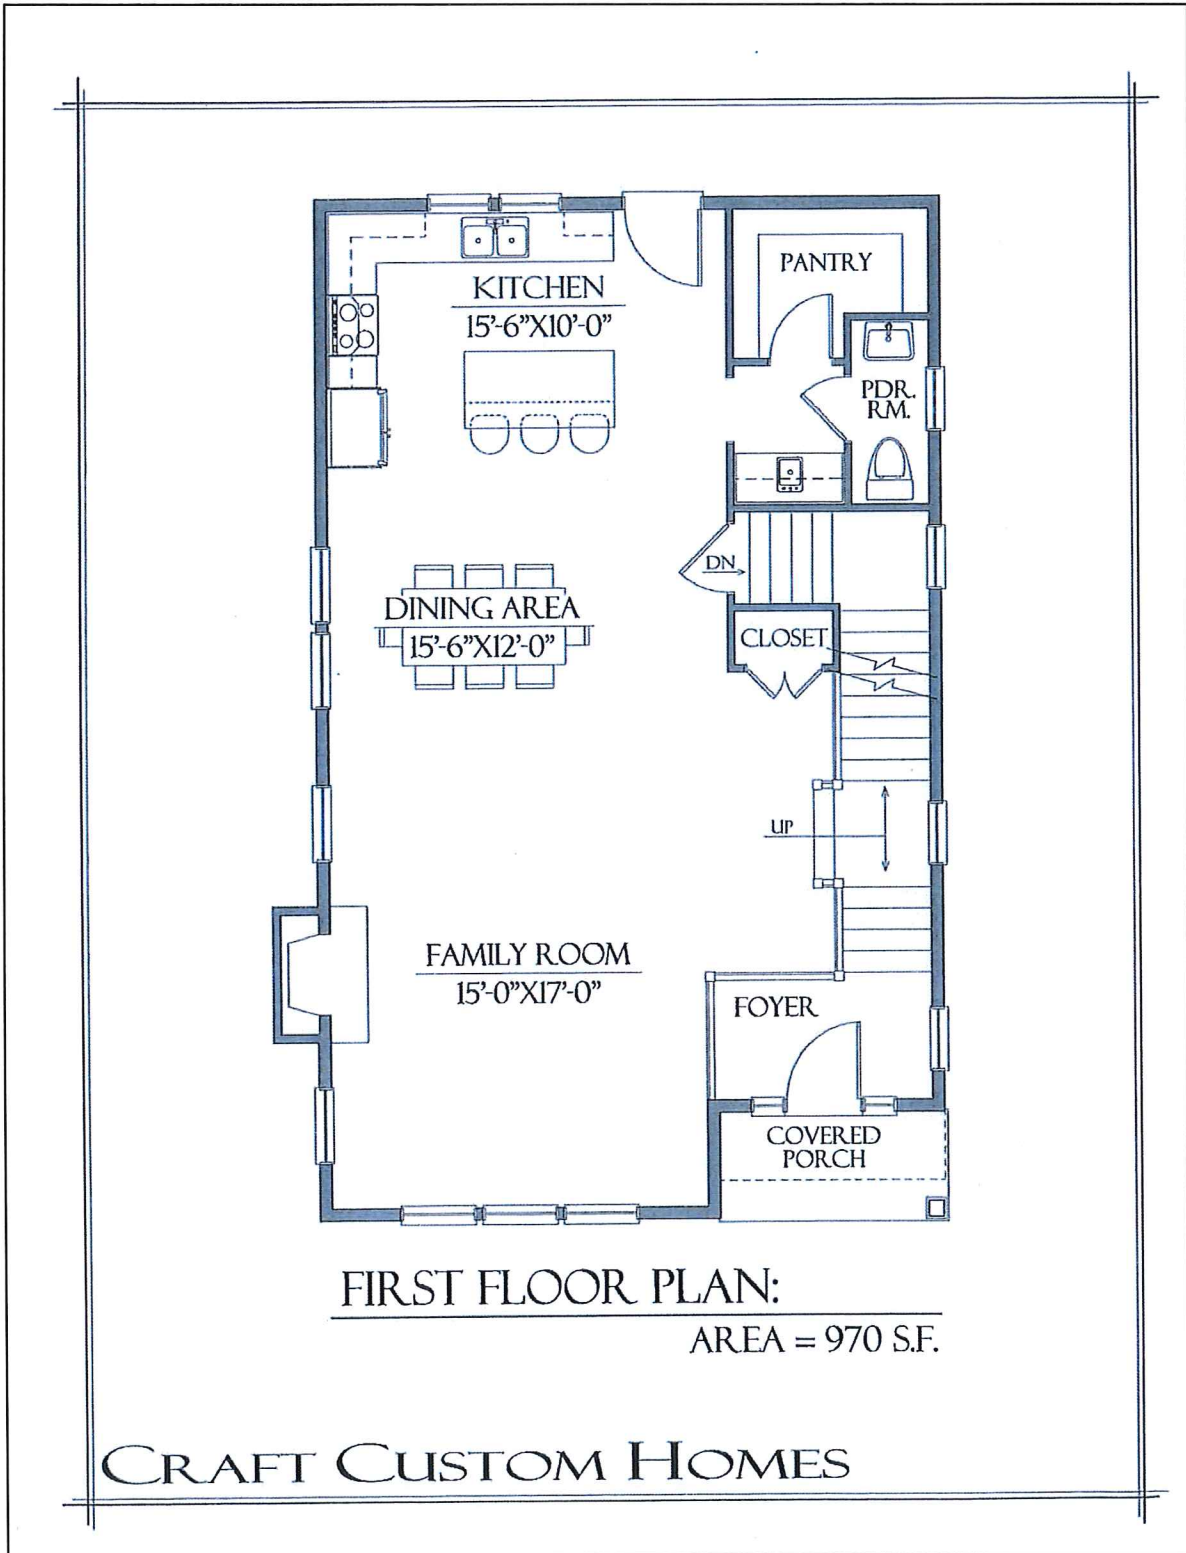 PANTRY
KITCHEN
15'-6"X10'-0"
PDR.
RM.
DN
DINING AREA
15'-6"X12'-0"
CLOSET
UP
FAMILY ROOM
15'-0"X17'-0"
FOYER
COVERED
PORCH
FIRST FLOOR PLAN:
AREA = 970 S.F.
CRAFT CUSTOM HOMES